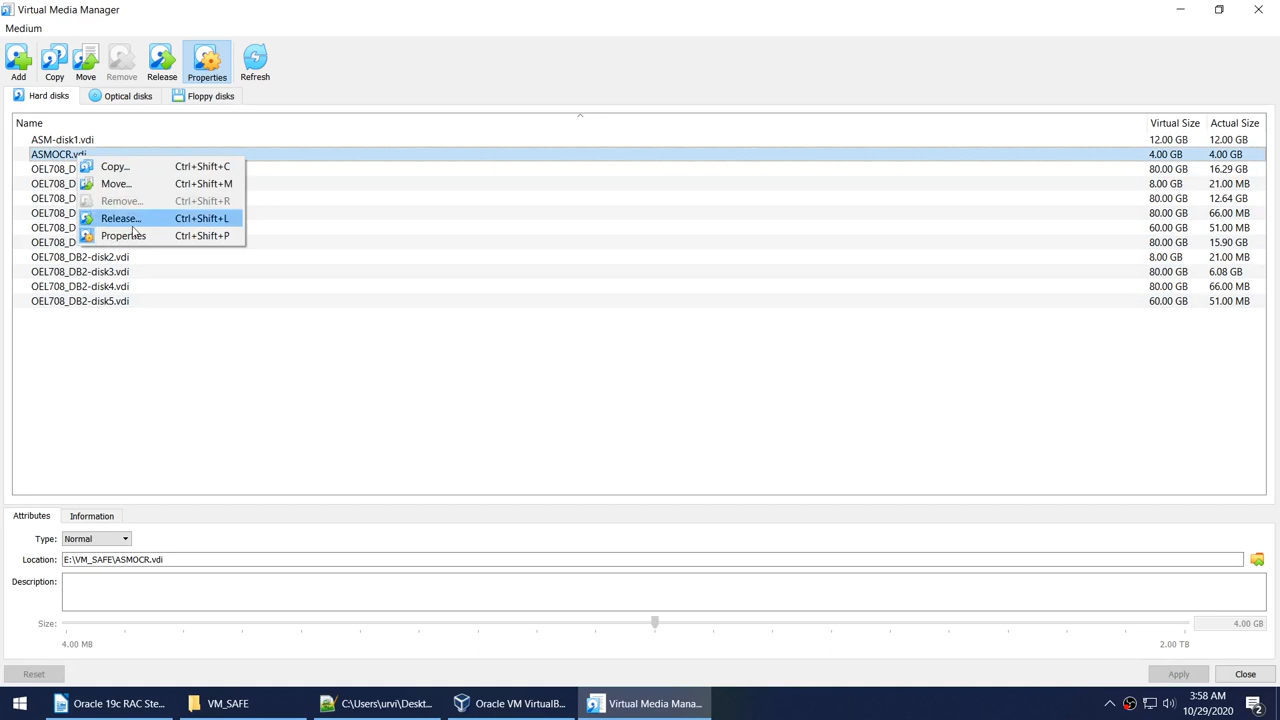 Virtual Media Manager
Medium
Add Copy Move Remove Release Properties Refresh
Hard disks Optical disks Floppy disks
Name Virtual Size Actual Size
ASM-disk1.vdi 12.00 GB 12.00 GB
ASMOCR.vdi 4.00 GB 4.00 GB
Copy... Ctrl+Shift+C
OEL708_D 80.00 GB 16.29 GB
Move... Ctrl+Shift+M
OEL708_D 8.00 GB 21.00 MB
Remove... Ctrl+Shift+R
OEL708_D 80.00 GB 12.64 GB
Release... Ctrl+Shift+L
OEL708_D 80.00 GB 66.00 MB
Properties Ctrl+Shift+P
OEL708_D 60.00 GB 51.00 MB
OEL708_D 80.00 GB 15.90 GB
OEL708_DB2-disk2.vdi 8.00 GB 21.00 MB
OEL708_DB2-disk3.vdi 80.00 GB 6.08 GB
OEL708_DB2-disk4.vdi 80.00 GB 66.00 MB
OEL708_DB2-disk5.vdi 60.00 GB 51.00 MB
Attributes Information
Type: Normal
Location: E:\VM_SAFE\ASMOCR.vdi
Description:
Size: 4.00 GB
4.00 MB 2.00 TB
Reset Apply Close
Oracle 19c RAC Ste... VM_SAFE C:\Users\urvi\Deskt... Oracle VM VirtualB... Virtual Media Mana... 3:58 AM
10/29/2020 2